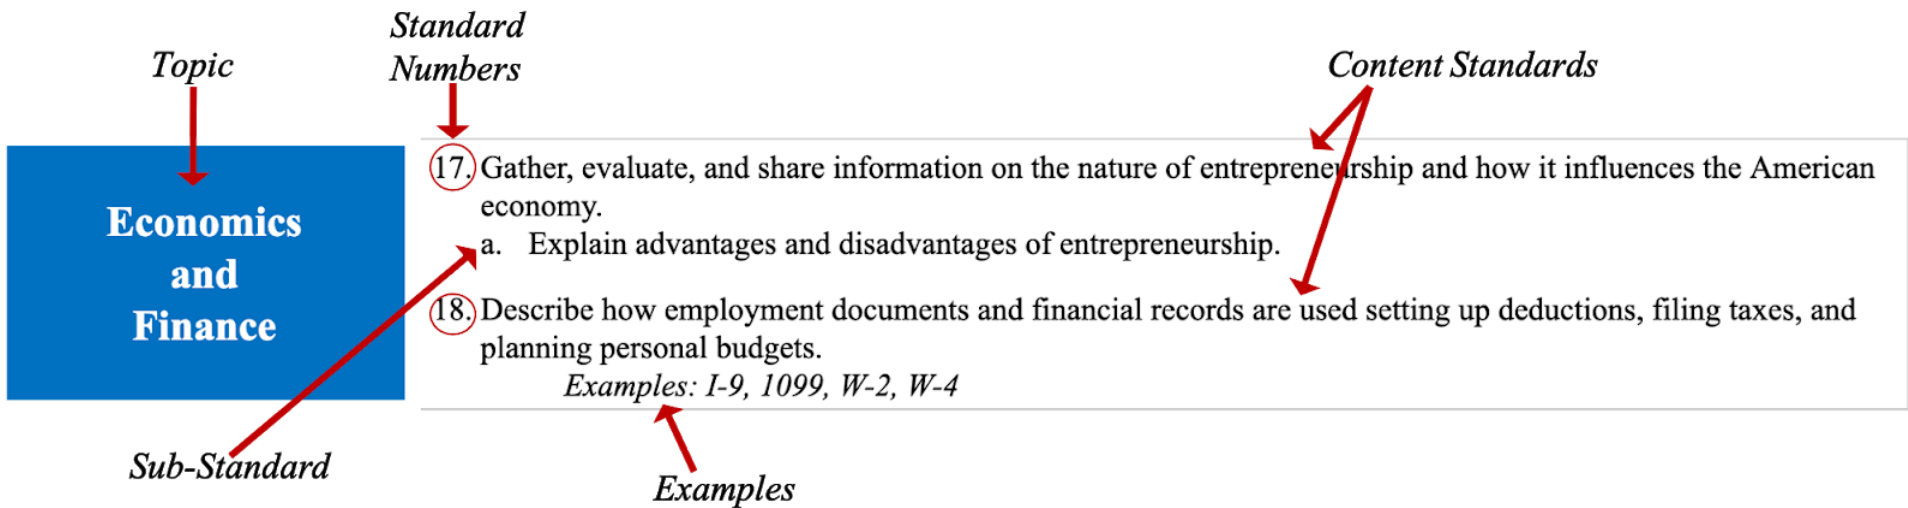 Standard
Numbers
Topic
Content Standards
Economics
and
Finance
17. Gather, evaluate, and share information on the nature of entrepreneurship and how it influences the American
economy.
a. Explain advantages and disadvantages of entrepreneurship.
18. Describe how employment documents and financial records are used setting up deductions, filing taxes, and
planning personal budgets.
Examples: I-9, 1099, W-2, W-4
Sub-Standard
Examples